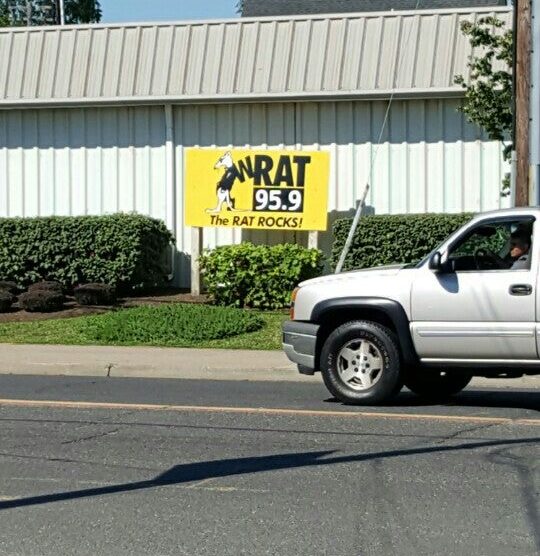 WRAT
95.9
The RAT ROCKS!